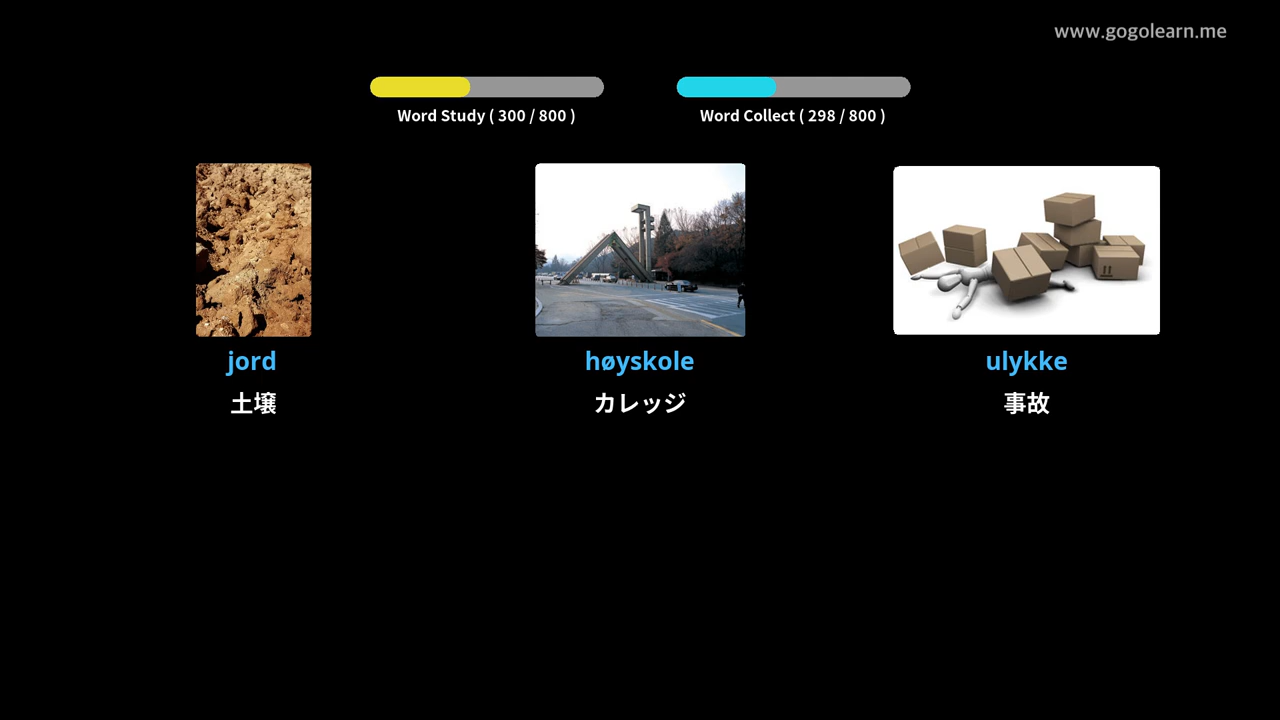 www.gogolearn.me
Word Study ( 300 / 800 )
Word Collect ( 298 / 800 )
jord
høyskole
ulykke
土壌
カレッジ
事故